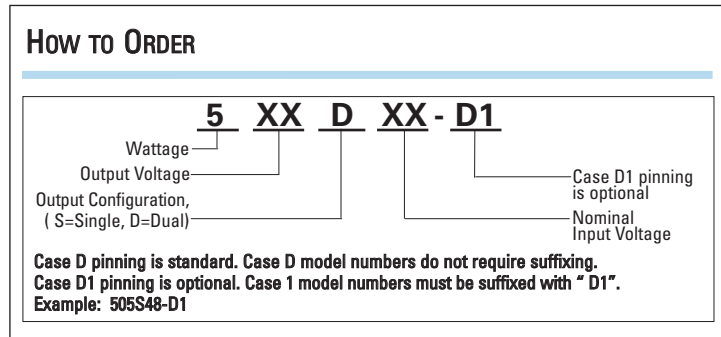 HOW TO ORDER
5 XX D XX - D1
Wattage
Output Voltage
Output Configuration,
( S=Single, D=Dual)
Case D1 pinning
is optional
Nominal
Input Voltage
Case D pinning is standard. Case D model numbers do not require suffixing.
Case D1 pinning is optional. Case 1 model numbers must be suffixed with “ D1”.
Example: 505S48-D1